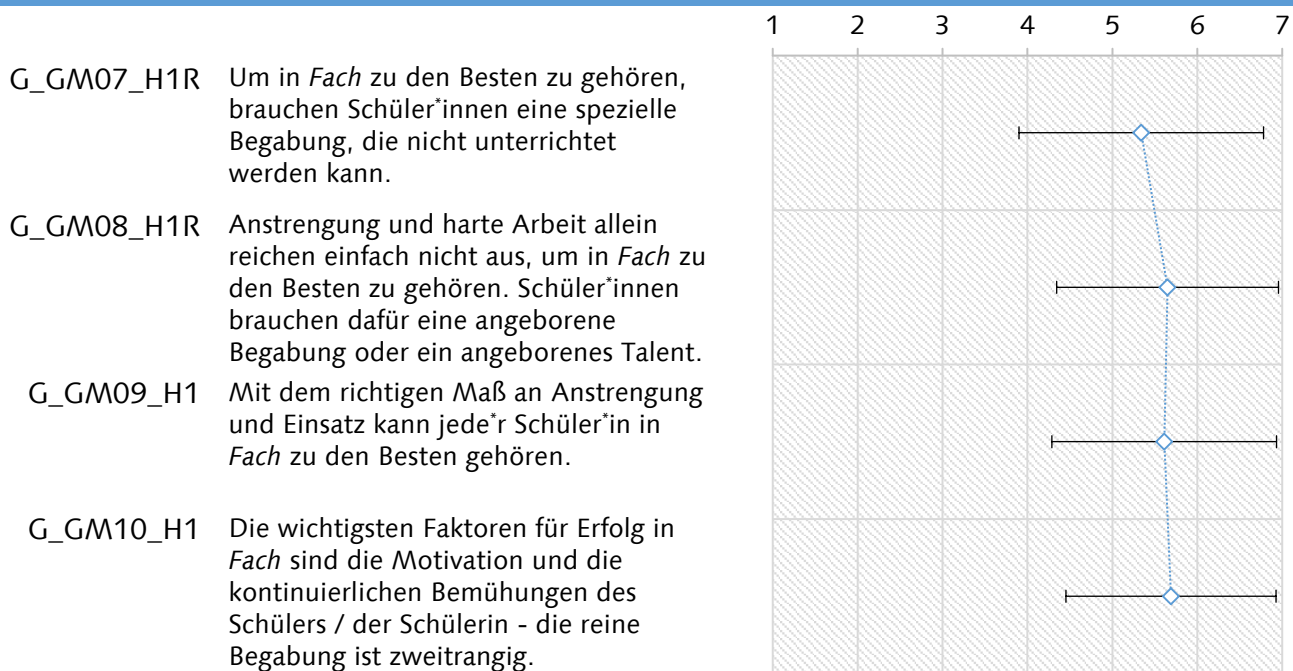 1 2 3 4 5 6 7
G_GM07_H1R Um in Fach zu den Besten zu gehören,
brauchen Schüler*innen eine spezielle
Begabung, die nicht unterrichtet
werden kann.
G_GM08_H1R Anstrengung und harte Arbeit allein
reichen einfach nicht aus, um in Fach zu
den Besten zu gehören. Schüler*innen
brauchen dafür eine angeborene
Begabung oder ein angeborenes Talent.
G_GM09_H1 Mit dem richtigen Maß an Anstrengung
und Einsatz kann jede*r Schüler*in in
Fach zu den Besten gehören.
G_GM10_H1 Die wichtigsten Faktoren für Erfolg in
Fach sind die Motivation und die
kontinuierlichen Bemühungen des
Schülers / der Schülerin - die reine
Begabung ist zweitrangig.